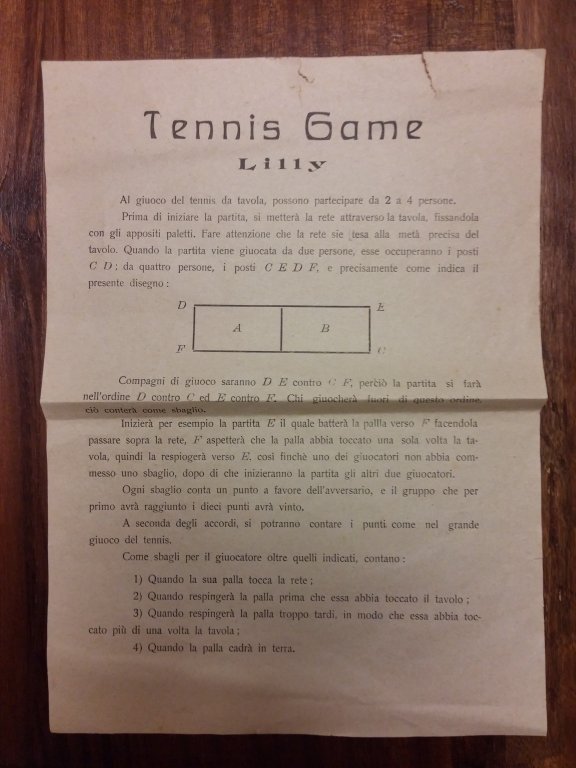 Tennis Game
Lilly
Al giuoco del tennis da tavola, possono partecipare da 2 a 4 persone.
Prima di iniziare la partita, si metterà la rete attraverso la tavola, fissandola
con gli appositi paletti. Fare attenzione che la rete sie tesa alla metà precisa del
tavolo. Quando la partita viene giuocata da due persone, esse occuperanno i posti
C D; da quattro persone, i posti C E D F, e precisamente come indica il
presente disegno:
D E
A B
F C
Compagni di giuoco saranno D E contro C F, perciò la partita si farà
nell'ordine D contro C ed E contro F. Chi giuocherà fuori di questo ordine,
ciò conterà come sbaglio.
Inizierà per esempio la partita E il quale batterà la pallla verso F facendola
passare sopra la rete, F aspetterà che la palla abbia toccato una sola volta la ta-
vola, quindi la respiogerà verso E. così finchè uno dei giuocatori non abbia com-
messo uno sbaglio, dopo di che inizieranno la partita gli altri due giuocatori.
Ogni sbaglio conta un punto a favore dell'avversario, e il gruppo che per
primo avrà raggiunto i dieci punti avrà vinto.
A seconda degli accordi, si potranno contare i punti come nel grande
giuoco del tennis.
Come sbagli per il giuocatore oltre quelli indicati, contano:
1) Quando la sua palla tocca la rete;
2) Quando respingerà la palla prima che essa abbia toccato il tavolo;
3) Quando respingerà la palla troppo tardi, in modo che essa abbia toc-
cato più di una volta la tavola;
4) Quando la palla cadrà in terra.